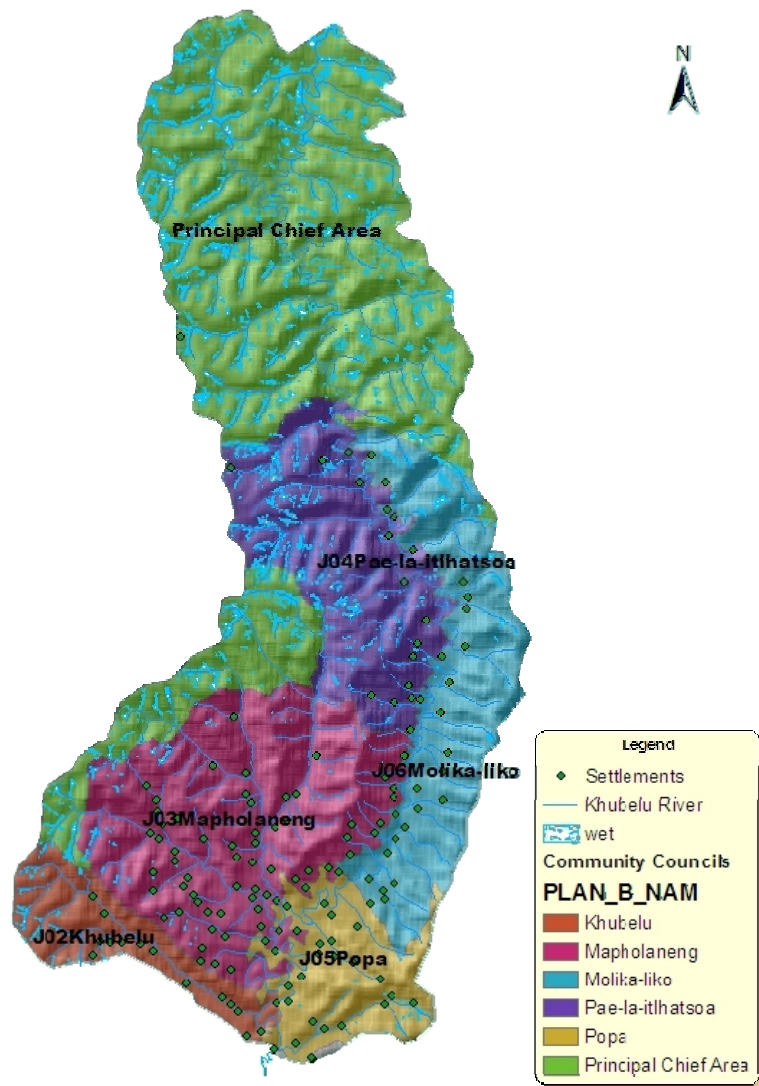 N
Principal Chief Area
J04Pae-la-itlhatsoa
J06Molika-liko
J03Mapholaneng
J02Khubelu
J05Popa
Legend
Settlements
Khubelu River
wet
Community Councils
PLAN_B_NAM
Khubelu
Mapholaneng
Molika-liko
Pae-la-itlhatsoa
Popa
Principal Chief Area